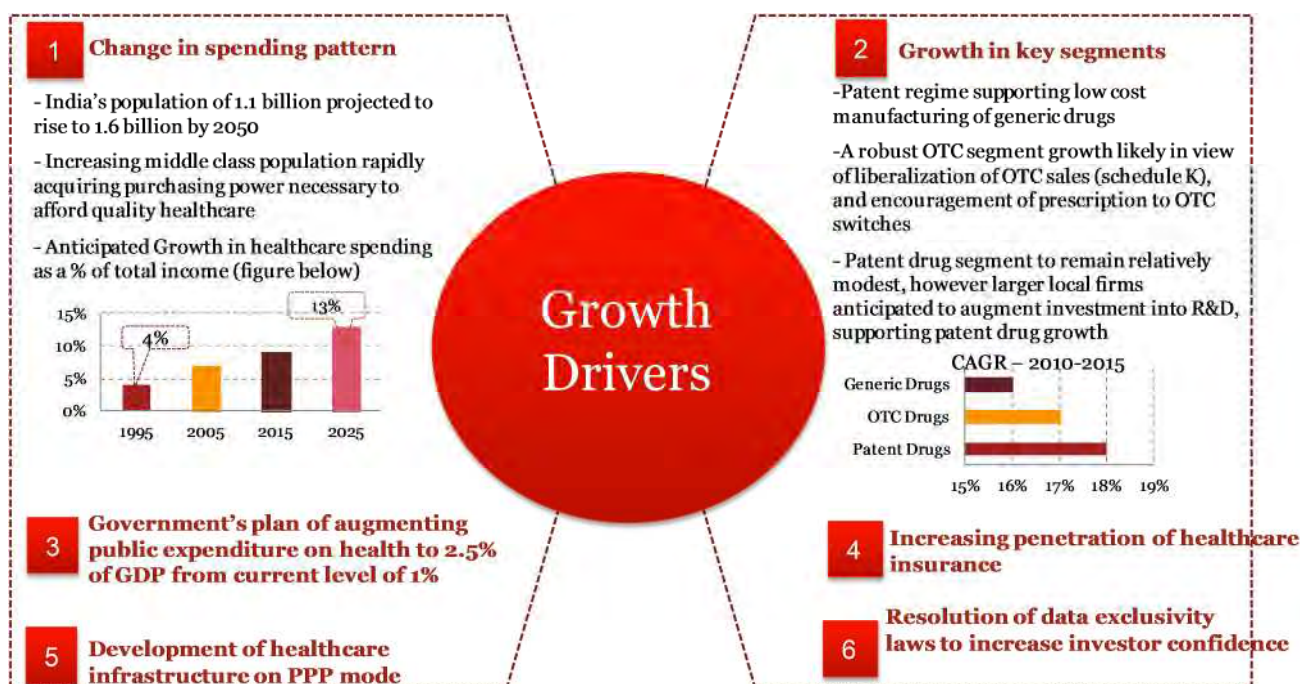 1
Change in spending pattern
- India's population of 1.1 billion projected to
rise to 1.6 billion by 2050
- Increasing middle class population rapidly
acquiring purchasing power necessary to
afford quality healthcare
- Anticipated Growth in healthcare spending
as a % of total income (figure below)
15%
10%
5%
0%
4%
13%
1995 2005 2015 2025
2
Growth in key segments
-Patent regime supporting low cost
manufacturing of generic drugs
-A robust OTC segment growth likely in view
of liberalization of OTC sales (schedule K),
and encouragement of prescription to OTC
switches
- Patent drug segment to remain relatively
modest, however larger local firms
anticipated to augment investment into R&D,
supporting patent drug growth
CAGR – 2010-2015
Generic Drugs
OTC Drugs
Patent Drugs
15% 16% 17% 18% 19%
Growth
Drivers
3
Government's plan of augmenting
public expenditure on health to 2.5%
of GDP from current level of 1%
4
Increasing penetration of healthcare
insurance
5
Development of healthcare
infrastructure on PPP mode
6
Resolution of data exclusivity
laws to increase investor confidence